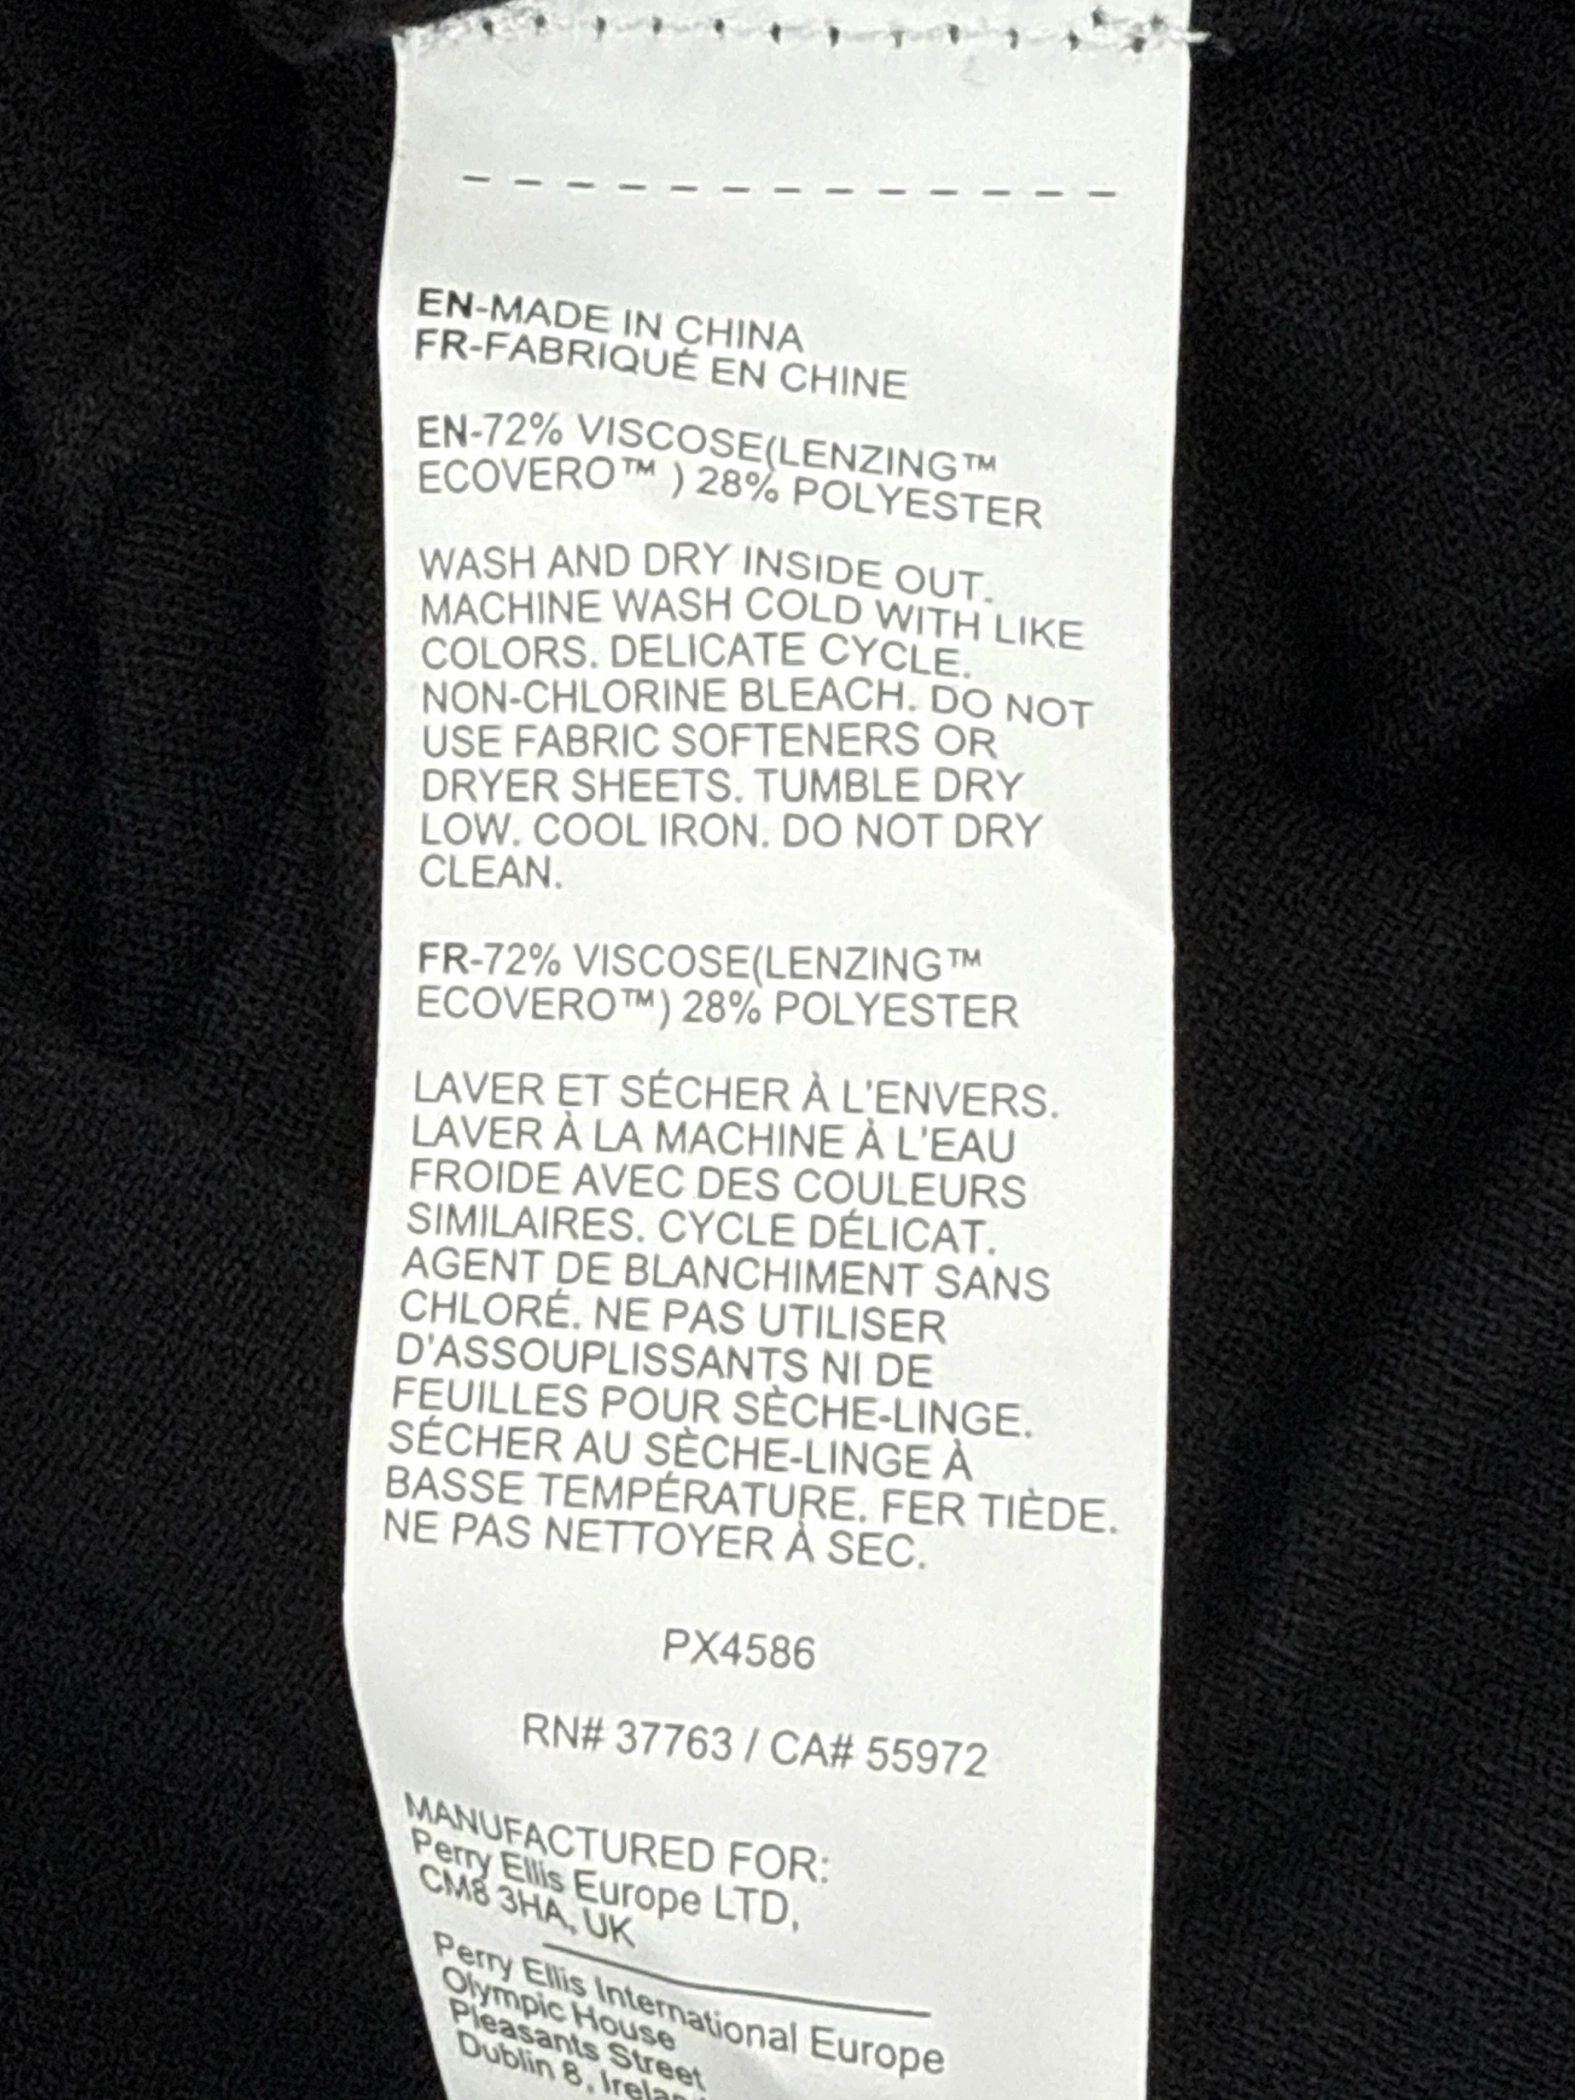 EN-MADE IN CHINA
FR-FABRIQUÉ EN CHINE
EN-72% VISCOSE(LENZING™
ECOVERO™ ) 28% POLYESTER
WASH AND DRY INSIDE OUT.
MACHINE WASH COLD WITH LIKE
COLORS. DELICATE CYCLE.
NON-CHLORINE BLEACH. DO NOT
USE FABRIC SOFTENERS OR
DRYER SHEETS. TUMBLE DRY
LOW. COOL IRON. DO NOT DRY
CLEAN.
FR-72% VISCOSE(LENZING™
ECOVERO™) 28% POLYESTER
LAVER ET SÉCHER À L'ENVERS.
LAVER À LA MACHINE À L'EAU
FROIDE AVEC DES COULEURS
SIMILAIRES. CYCLE DÉLICAT.
AGENT DE BLANCHIMENT SANS
CHLORÉ. NE PAS UTILISER
D'ASSOUPLISSANTS NI DE
FEUILLES POUR SÈCHE-LINGE.
SÉCHER AU SÈCHE-LINGE À
BASSE TEMPÉRATURE. FER TIÈDE.
NE PAS NETTOYER À SEC.
PX4586
RN# 37763 / CA# 55972
MANUFACTURED FOR:
Perry Ellis Europe LTD,
CM8 3HA, UK
Perry Ellis International Europe
Olympic House
Pleasants Street
Dublin 8,